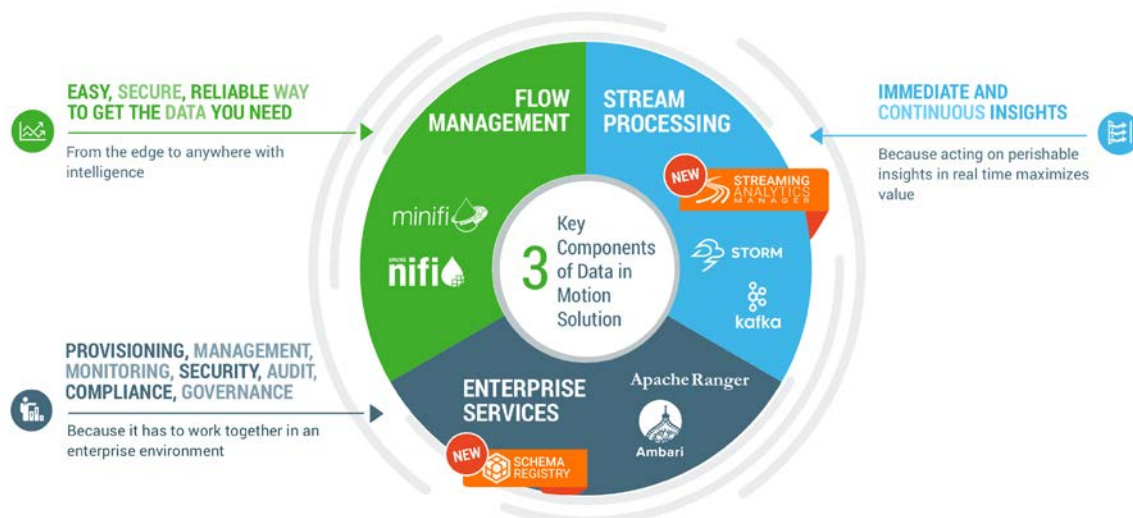 EASY, SECURE, RELIABLE WAY
TO GET THE DATA YOU NEED
From the edge to anywhere with
intelligence
FLOW
MANAGEMENT
minifi
APACHE
nifi
STREAM
PROCESSING
NEW
STREAMING
ANALYTICS
MANAGER
STORM
kafka
IMMEDIATE AND
CONTINUOUS INSIGHTS
Because acting on perishable
insights in real time maximizes
value
3
Key
Components
of Data in
Motion
Solution
PROVISIONING, MANAGEMENT,
MONITORING, SECURITY, AUDIT,
COMPLIANCE, GOVERNANCE
Because it has to work together in an
enterprise environment
ENTERPRISE
SERVICES
NEW
SCHEMA
REGISTRY
Apache Ranger
Ambari